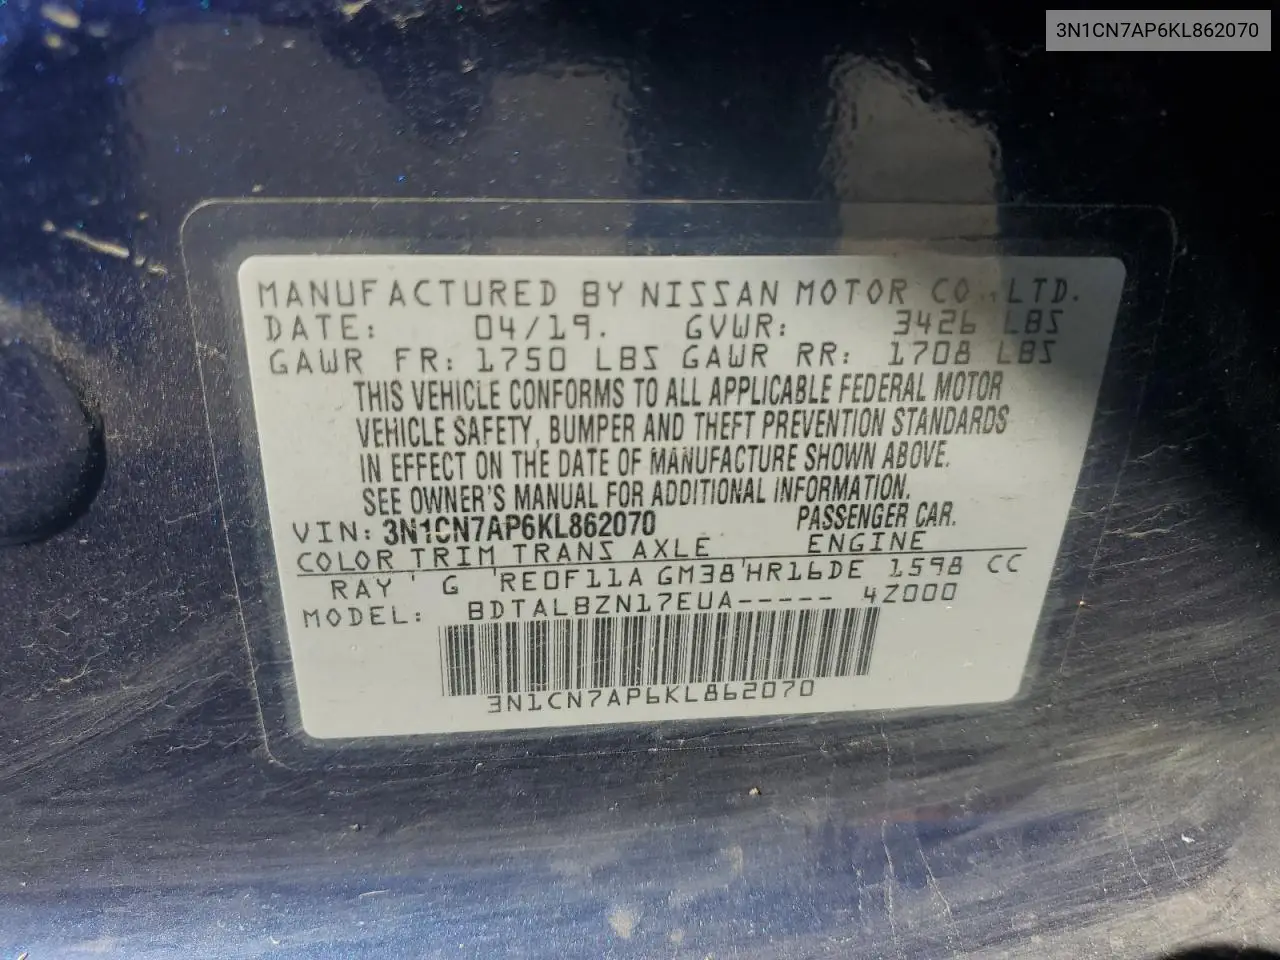 3N1CN7AP6KL862070
MANUFACTURED BY NISSAN MOTOR CO., LTD.
DATE: 04/19. GVWR: 3426 LBS
GAWR FR: 1750 LBS GAWR RR: 1708 LBS
THIS VEHICLE CONFORMS TO ALL APPLICABLE FEDERAL MOTOR
VEHICLE SAFETY, BUMPER AND THEFT PREVENTION STANDARDS
IN EFFECT ON THE DATE OF MANUFACTURE SHOWN ABOVE.
SEE OWNER'S MANUAL FOR ADDITIONAL INFORMATION.
VIN: 3N1CN7AP6KL862070 PASSENGER CAR.
COLOR TRIM TRANS AXLE ENGINE
RAY ' G 'RE0F11A GM38'HR16DE 1598 CC
MODEL: BDTALBZN17EUA----- 4Z000
3N1CN7AP6KL862070